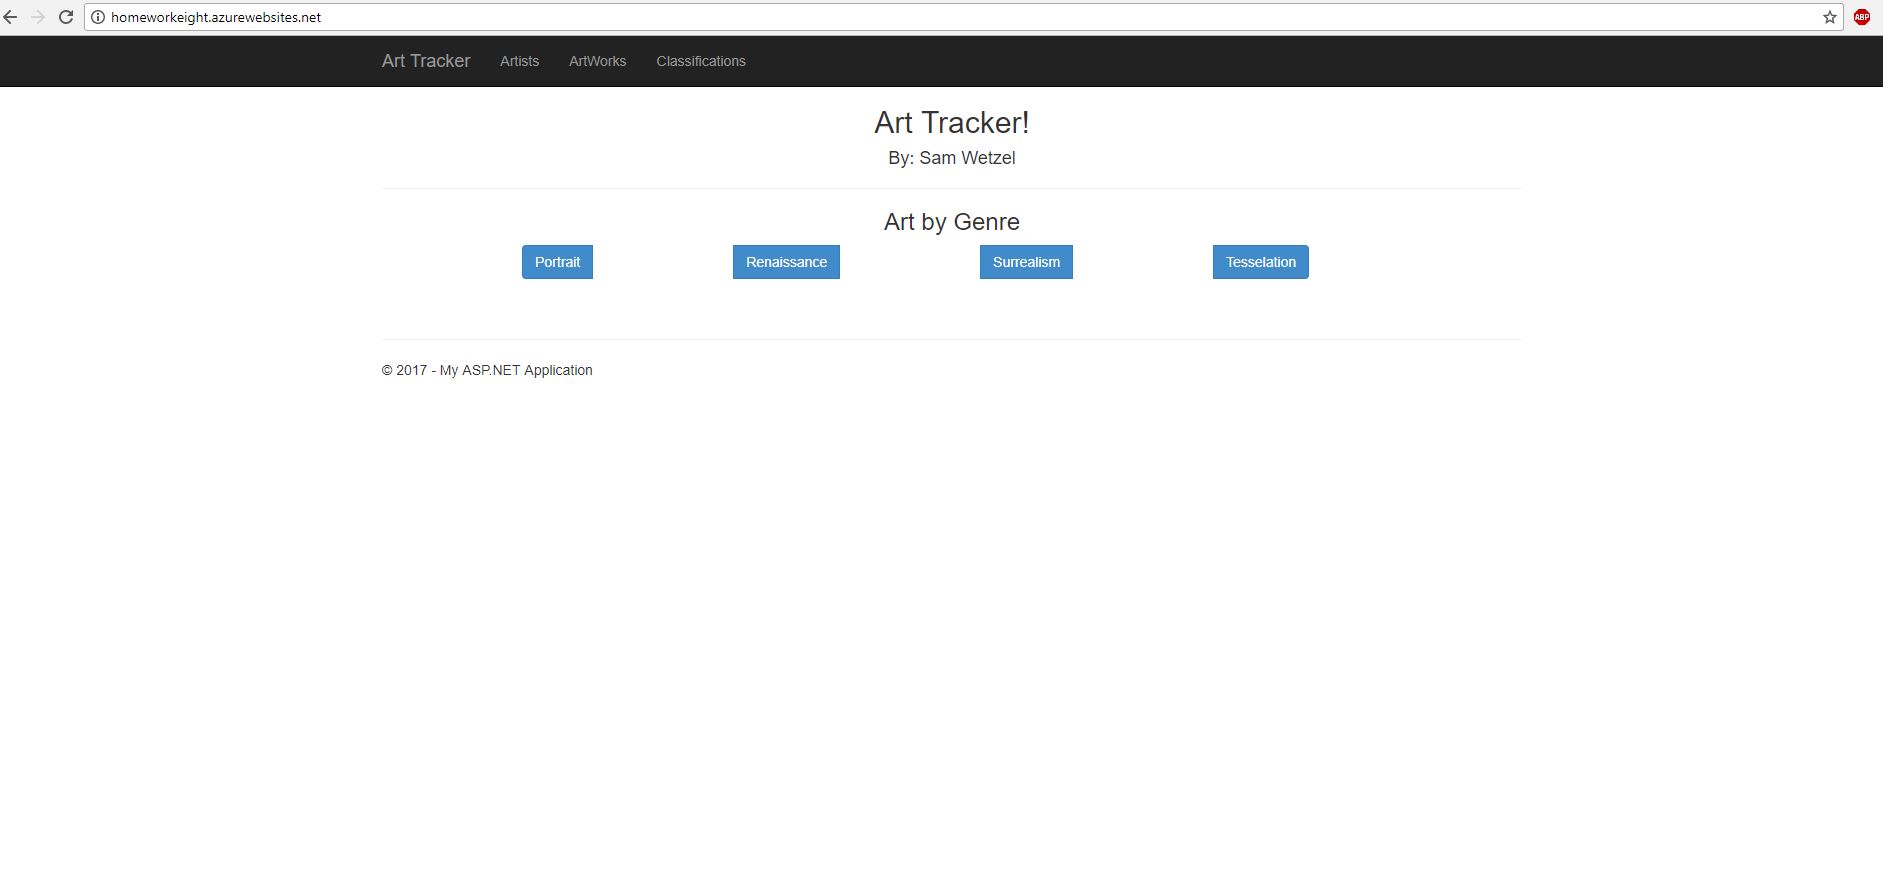 homeworkeight.azurewebsites.net
ABP
Art Tracker Artists ArtWorks Classifications
Art Tracker!
By: Sam Wetzel
Art by Genre
Portrait Renaissance Surrealism Tesselation
© 2017 - My ASP.NET Application